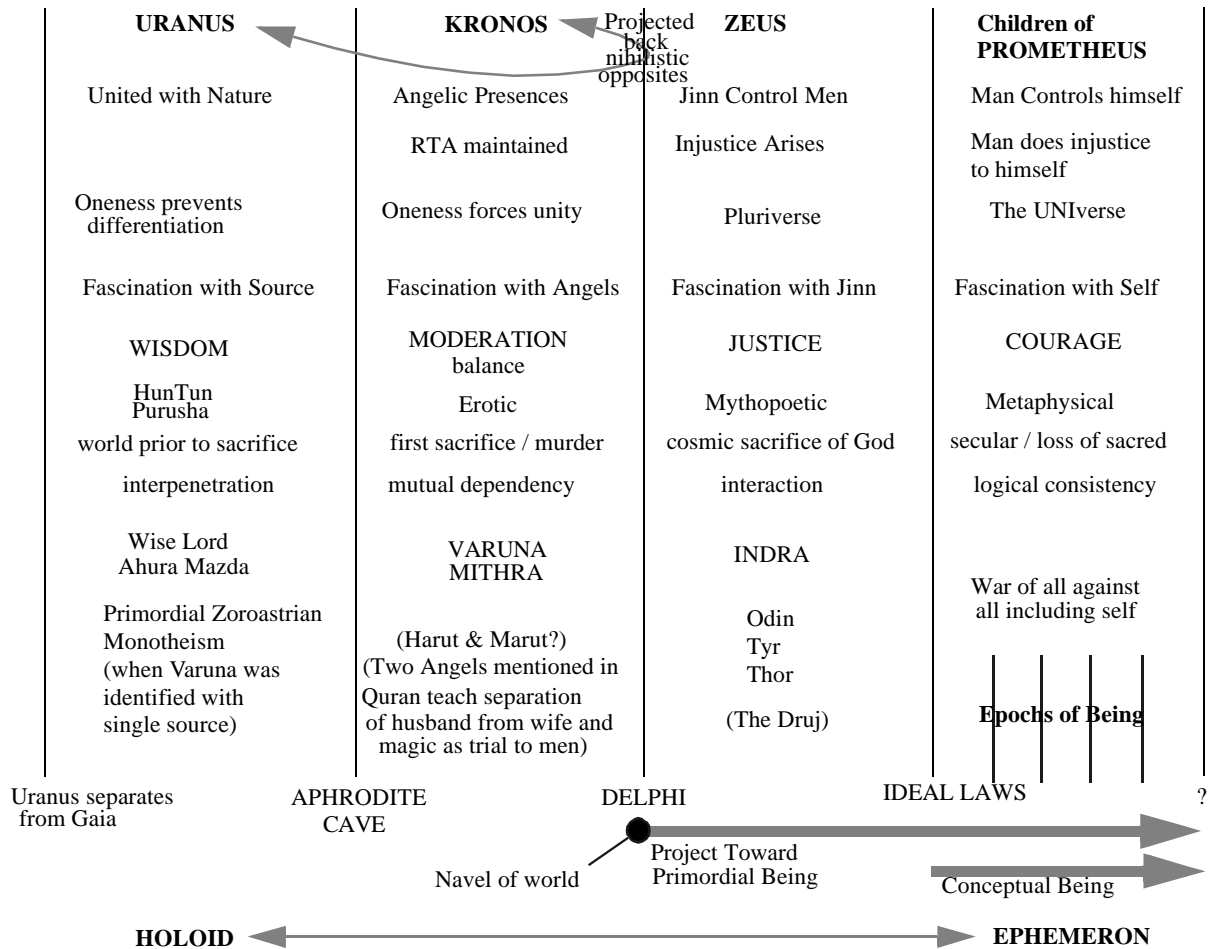 URANUS
KRONOS
Projected
back
nihilistic
opposites
ZEUS
Children of
PROMETHEUS
United with Nature
Angelic Presences
Jinn Control Men
Man Controls himself
RTA maintained
Injustice Arises
Man does injustice
to himself
Oneness prevents
differentiation
Oneness forces unity
Pluriverse
The UNIverse
Fascination with Source
Fascination with Angels
Fascination with Jinn
Fascination with Self
WISDOM
MODERATION
balance
JUSTICE
COURAGE
HunTun
Purusha
Erotic
Mythopoetic
Metaphysical
world prior to sacrifice
first sacrifice / murder
cosmic sacrifice of God
secular / loss of sacred
interpenetration
mutual dependency
interaction
logical consistency
Wise Lord
Ahura Mazda
VARUNA
MITHRA
INDRA
War of all against
all including self
Primordial Zoroastrian
Monotheism
(when Varuna was
identified with
single source)
(Harut & Marut?)
(Two Angels mentioned in
Quran teach separation
of husband from wife and
magic as trial to men)
Odin
Tyr
Thor
(The Druj)
Epochs of Being
Uranus separates
from Gaia
APHRODITE
CAVE
DELPHI
IDEAL LAWS
?
Navel of world
Project Toward
Primordial Being
Conceptual Being
HOLOID
EPHEMERON